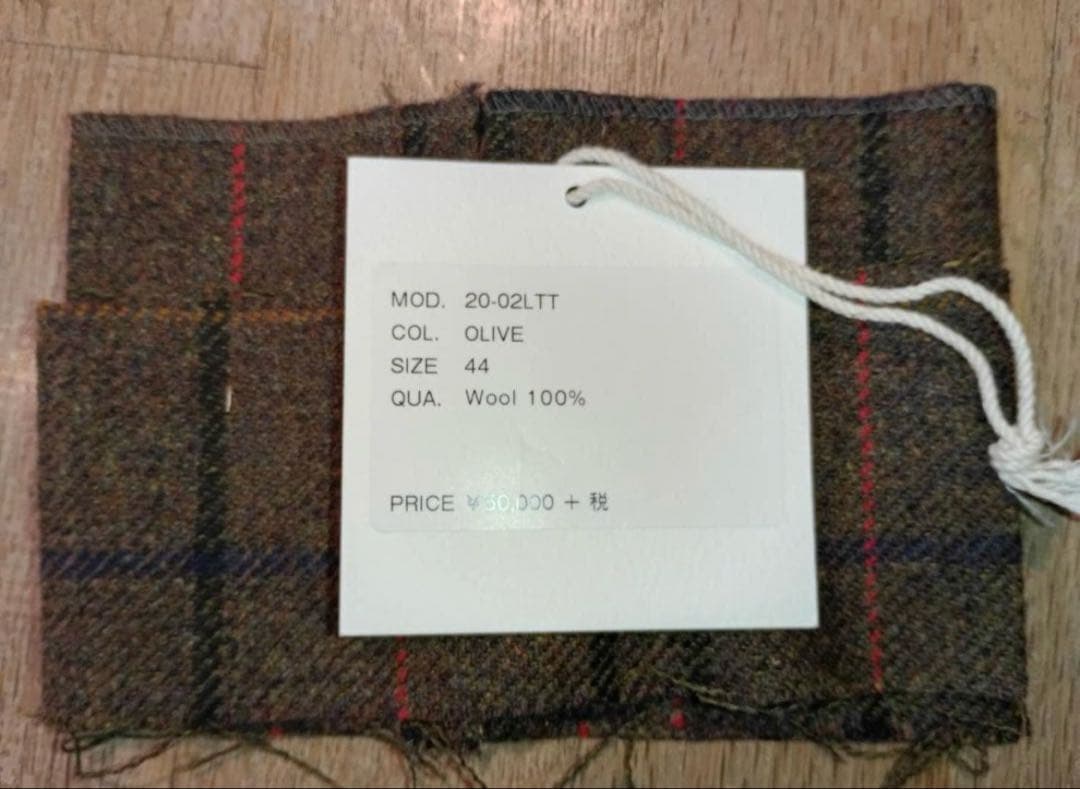 MOD. 20-02LTT
COL. OLIVE
SIZE 44
QUA. Wool 100%
PRICE + 税